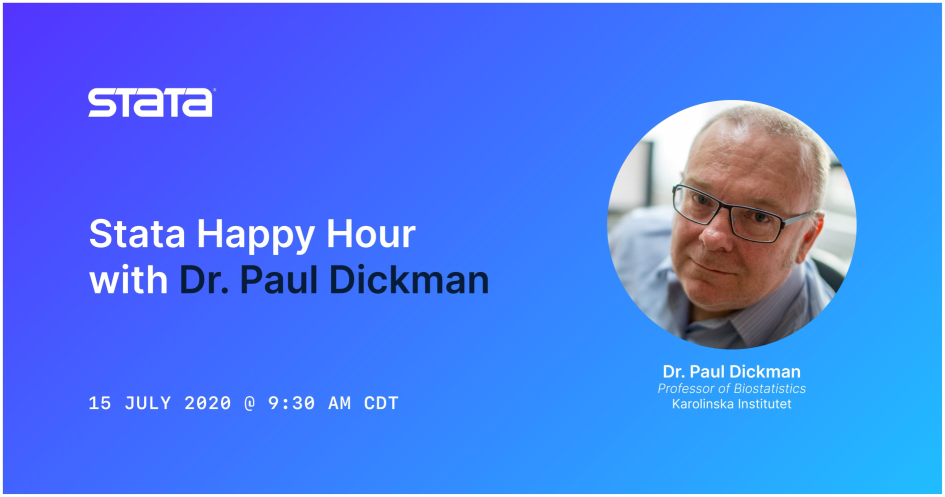 stata
Stata Happy Hour
with Dr. Paul Dickman
15 JULY 2020 @ 9:30 AM CDT
Dr. Paul Dickman
Professor of Biostatistics
Karolinska Institutet